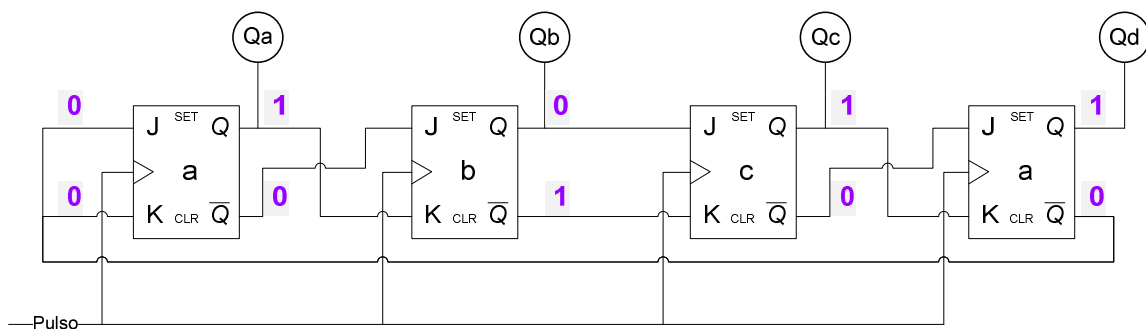 Qa Qb Qc Qd
0 1 0 1 1
J SET Q J SET Q J SET Q J SET Q
a b c a
0 0 1 0 0
K CLR Q̅ K CLR Q̅ K CLR Q̅ K CLR Q̅
Pulso